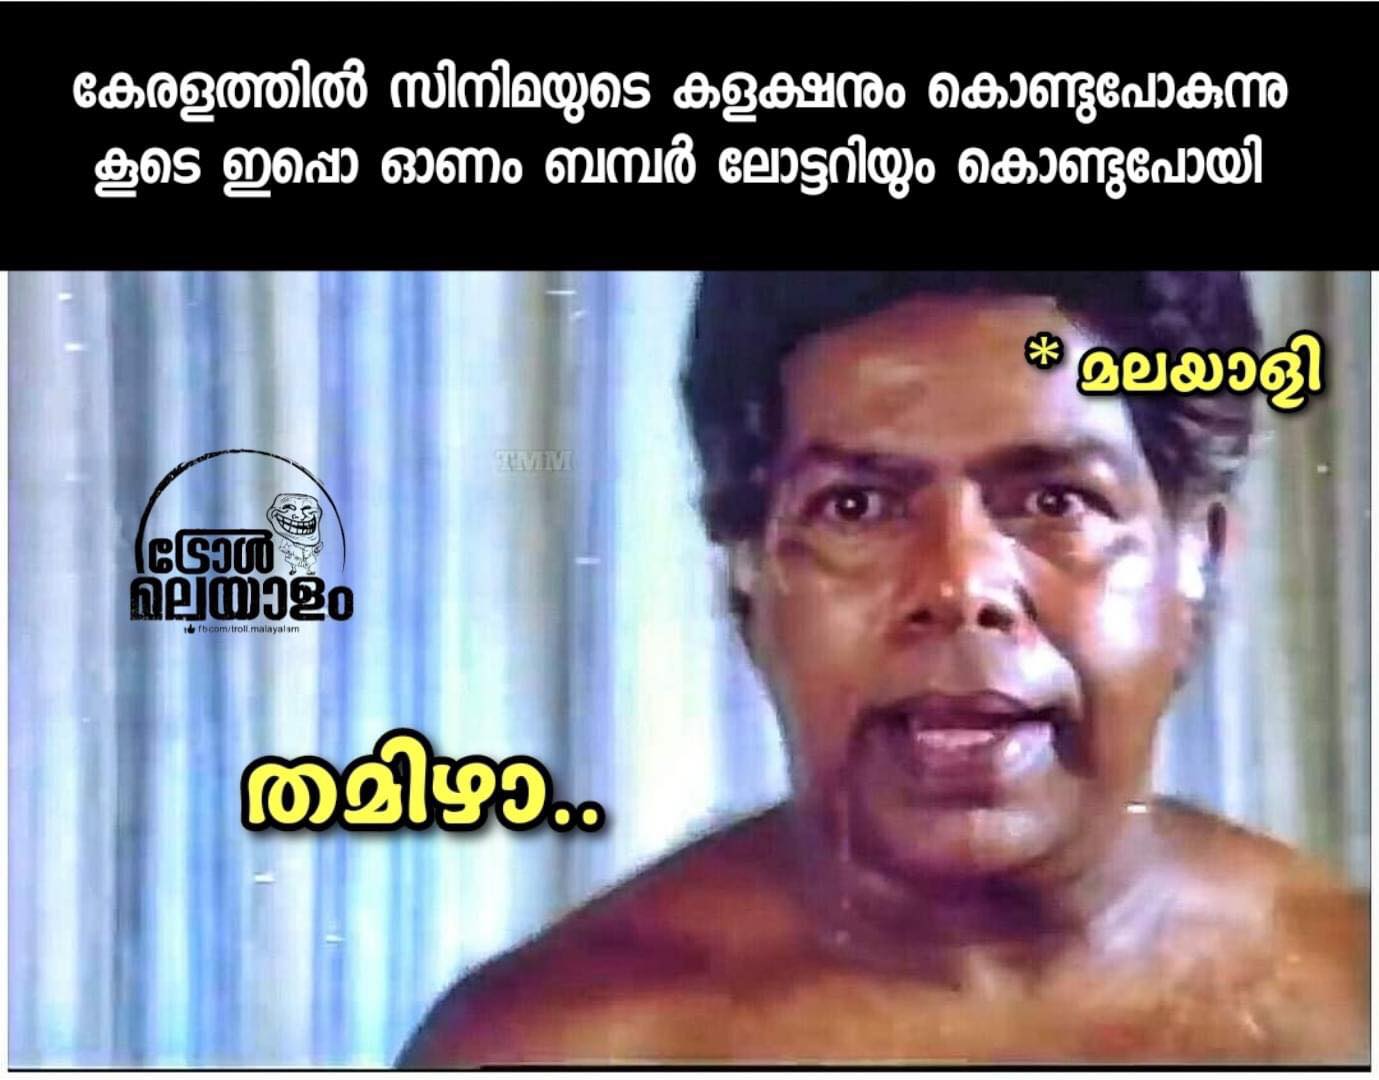 കേരളത്തിൽ സിനിമയുടെ കളക്ഷനും കൊണ്ടുപോകുന്നു
കൂടെ ഇപ്പൊ ഓണം ബമ്പർ ലോട്ടറിയും കൊണ്ടുപോയി
* മലയാളി
TMM
ട്രോൾ
മലയാളം
fb.com/troll.malayalam
തമിഴാ..